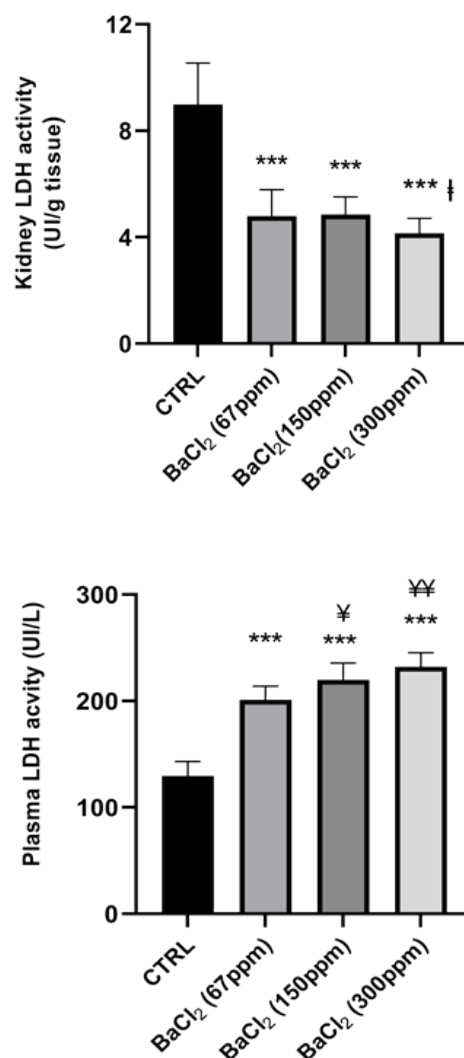 Kidney LDH activity
(UI/g tissue)
12
8
4
0
***
***
*** ǂ
CTRL
BaCl₂ (67ppm)
BaCl₂(150ppm)
BaCl₂ (300ppm)
Plasma LDH acvity (UI/L)
300
200
100
0
***
¥
***
¥¥
***
CTRL
BaCl₂ (67ppm)
BaCl₂ (150ppm)
BaCl₂ (300ppm)